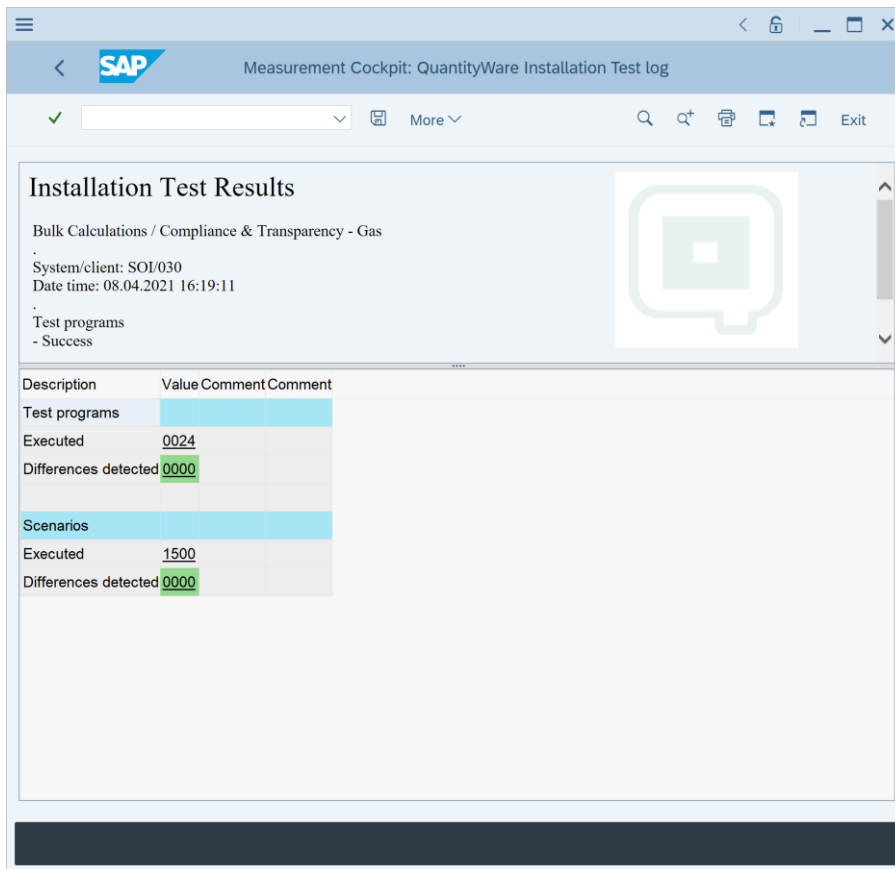 SAP
Measurement Cockpit: QuantityWare Installation Test log
More
Exit
Installation Test Results
Bulk Calculations / Compliance & Transparency - Gas
.
System/client: SOI/030
Date time: 08.04.2021 16:19:11
.
Test programs
- Success
Description Value Comment Comment
Test programs
Executed 0024
Differences detected 0000
Scenarios
Executed 1500
Differences detected 0000